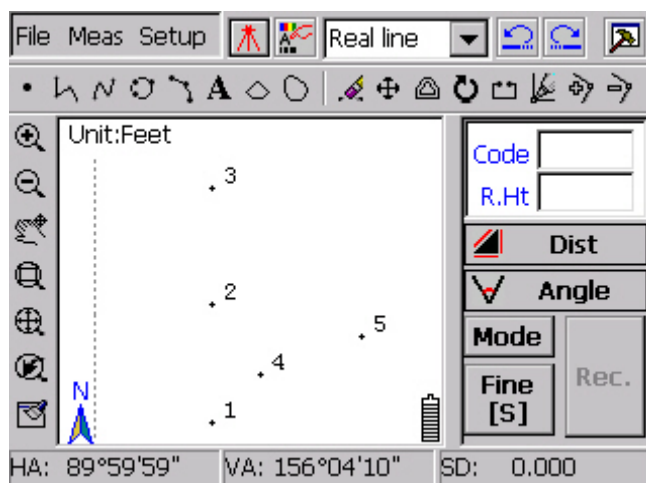 File Meas Setup Real line
A
Unit:Feet
Code
R.Ht
3
Dist
2
Angle
5
Mode
4
Fine
[S]
Rec.
N
1
HA: 89°59'59" VA: 156°04'10" SD: 0.000